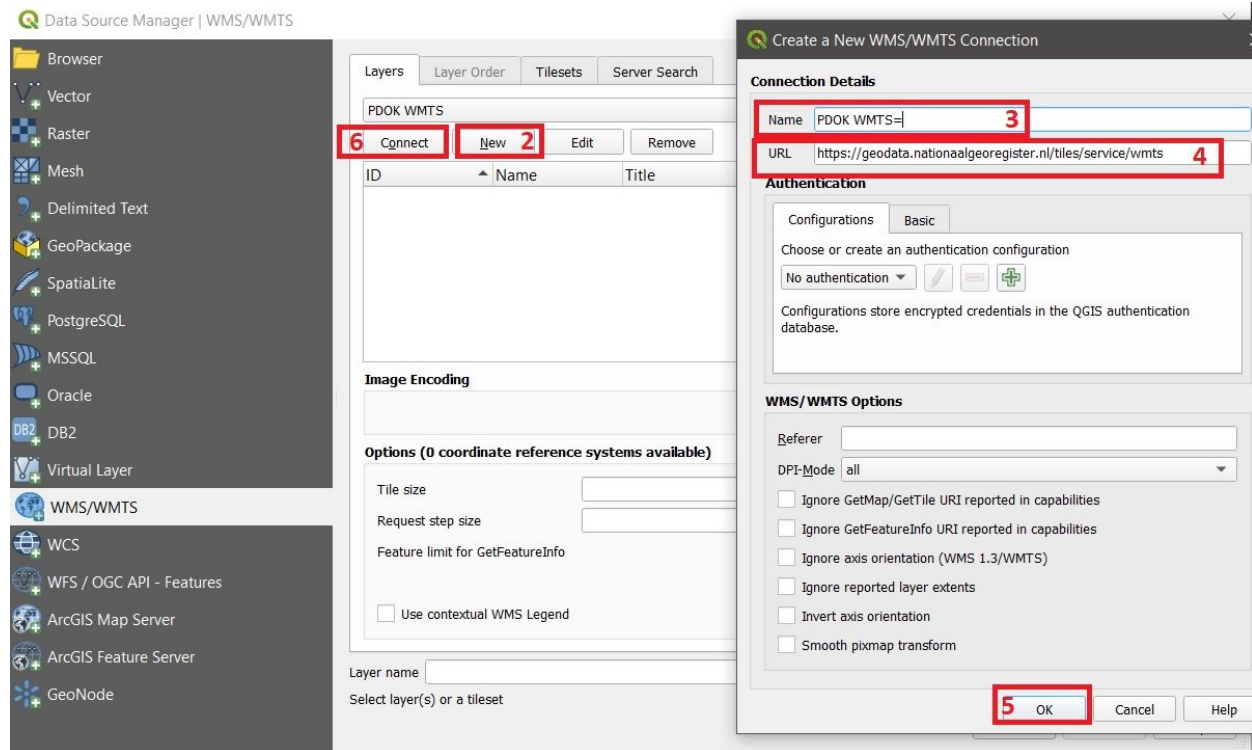 Data Source Manager | WMS/WMTS
Browser
Vector
Raster
Mesh
Delimited Text
GeoPackage
SpatiaLite
PostgreSQL
MSSQL
Oracle
DB2 DB2
Virtual Layer
WMS/WMTS
WCS
WFS / OGC API - Features
ArcGIS Map Server
ArcGIS Feature Server
GeoNode
Layers Layer Order Tilesets Server Search
PDOK WMTS
6 Connect New 2 Edit Remove
ID Name Title
Image Encoding
Options (0 coordinate reference systems available)
Tile size
Request step size
Feature limit for GetFeatureInfo
Use contextual WMS Legend
Layer name
Select layer(s) or a tileset
Create a New WMS/WMTS Connection
Connection Details
Name PDOK WMTS= 3
URL https://geodata.nationaalgeoregister.nl/tiles/service/wmts 4
Authentication
Configurations Basic
Choose or create an authentication configuration
No authentication
Configurations store encrypted credentials in the QGIS authentication
database.
WMS/WMTS Options
Referer
DPI-Mode all
Ignore GetMap/GetTile URI reported in capabilities
Ignore GetFeatureInfo URI reported in capabilities
Ignore axis orientation (WMS 1.3/WMTS)
Ignore reported layer extents
Invert axis orientation
Smooth pixmap transform
5 OK Cancel Help